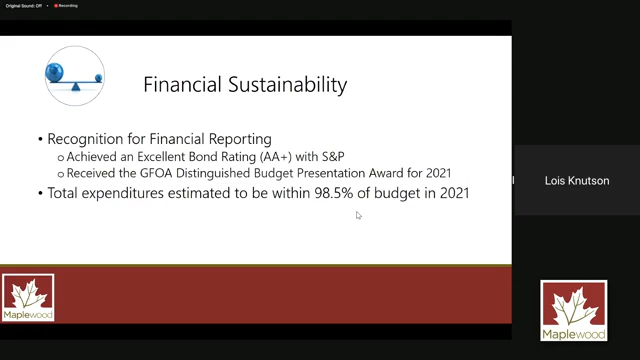 Original Sound: Off
Recording
Financial Sustainability
• Recognition for Financial Reporting
o Achieved an Excellent Bond Rating (AA+) with S&P
o Received the GFOA Distinguished Budget Presentation Award for 2021
• Total expenditures estimated to be within 98.5% of budget in 2021
Lois Knutson
Maplewood
Maplewood